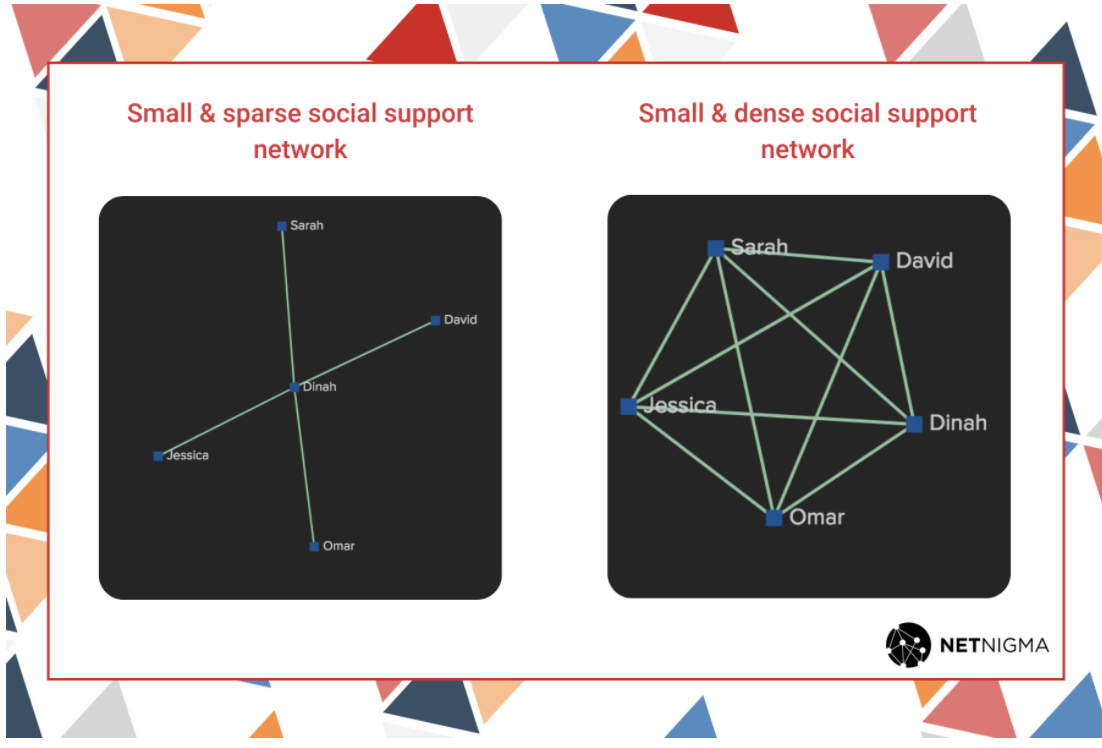 Small & sparse social support
network
Sarah
David
Dinah
Jessica
Omar
Small & dense social support
network
Sarah
David
Jessica
Dinah
Omar
NETNIGMA